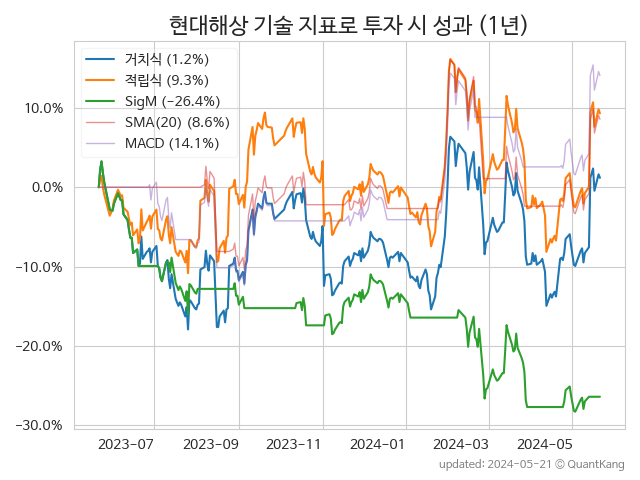 현대해상 기술 지표로 투자 시 성과 (1년)
거치식 (1.2%)
적립식 (9.3%)
SigM (−26.4%)
SMA(20) (8.6%)
MACD (14.1%)
10.0%
0.0%
−10.0%
−20.0%
−30.0%
2023-07 2023-09 2023-11 2024-01 2024-03 2024-05
updated: 2024-05-21 © QuantKang